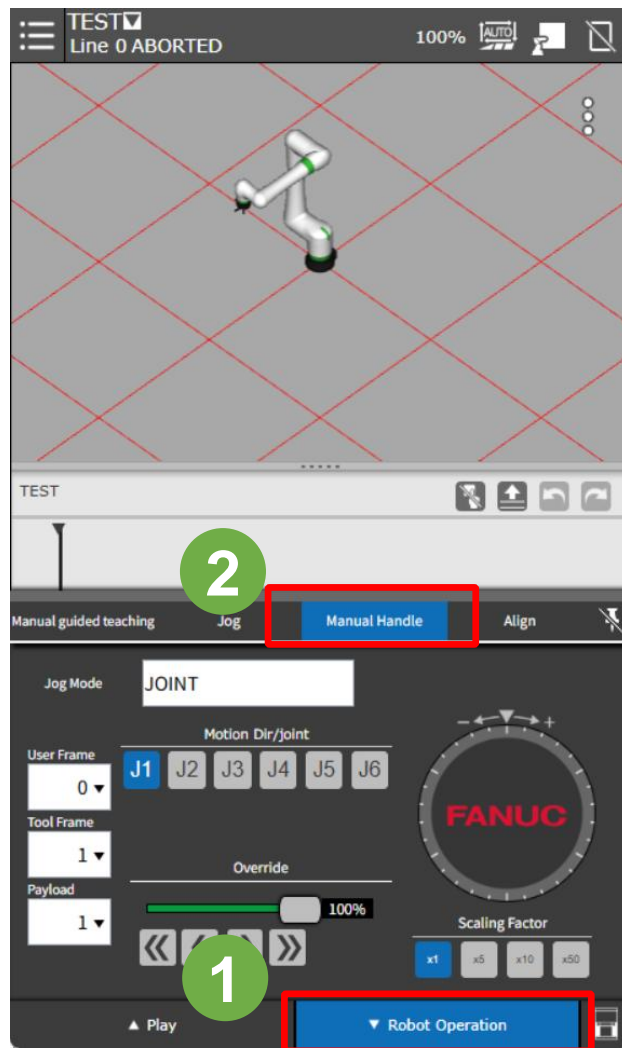 TEST
Line 0 ABORTED
100%
AUTO
TEST
2
Manual guided teaching
Jog
Manual Handle
Align
Jog Mode
JOINT
Motion Dir/joint
User Frame
J1 J2 J3 J4 J5 J6
0
Tool Frame
1
FANUC
Override
Payload
1
100%
Scaling Factor
x1 x5 x10 x50
1
Play
Robot Operation